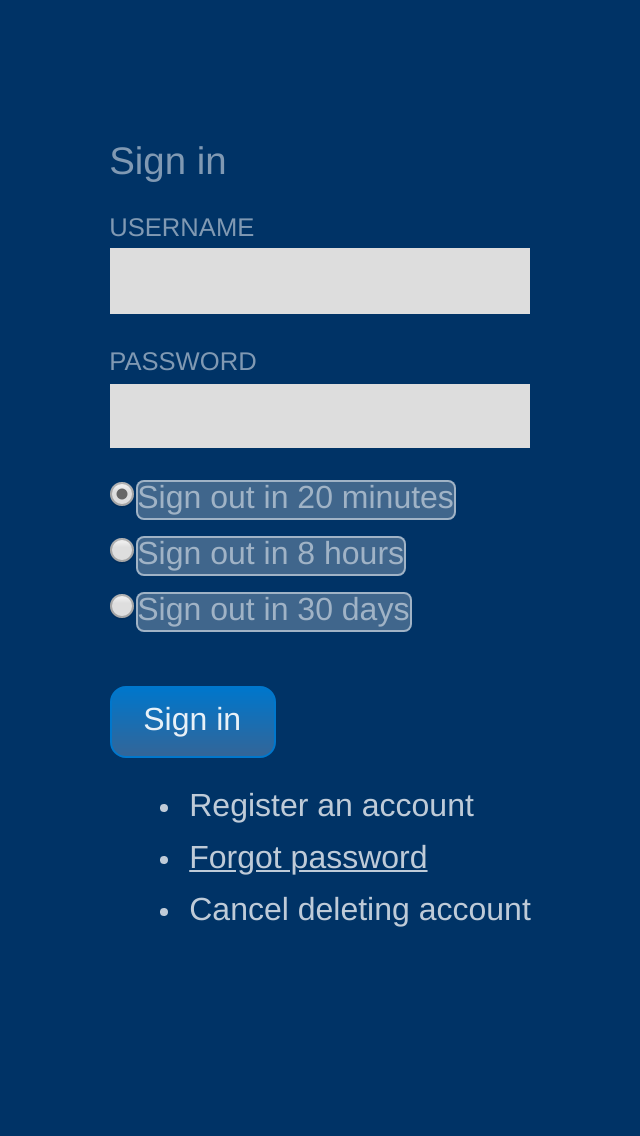 Sign in
USERNAME
PASSWORD
Sign out in 20 minutes
Sign out in 8 hours
Sign out in 30 days
Sign in
Register an account
Forgot password
Cancel deleting account